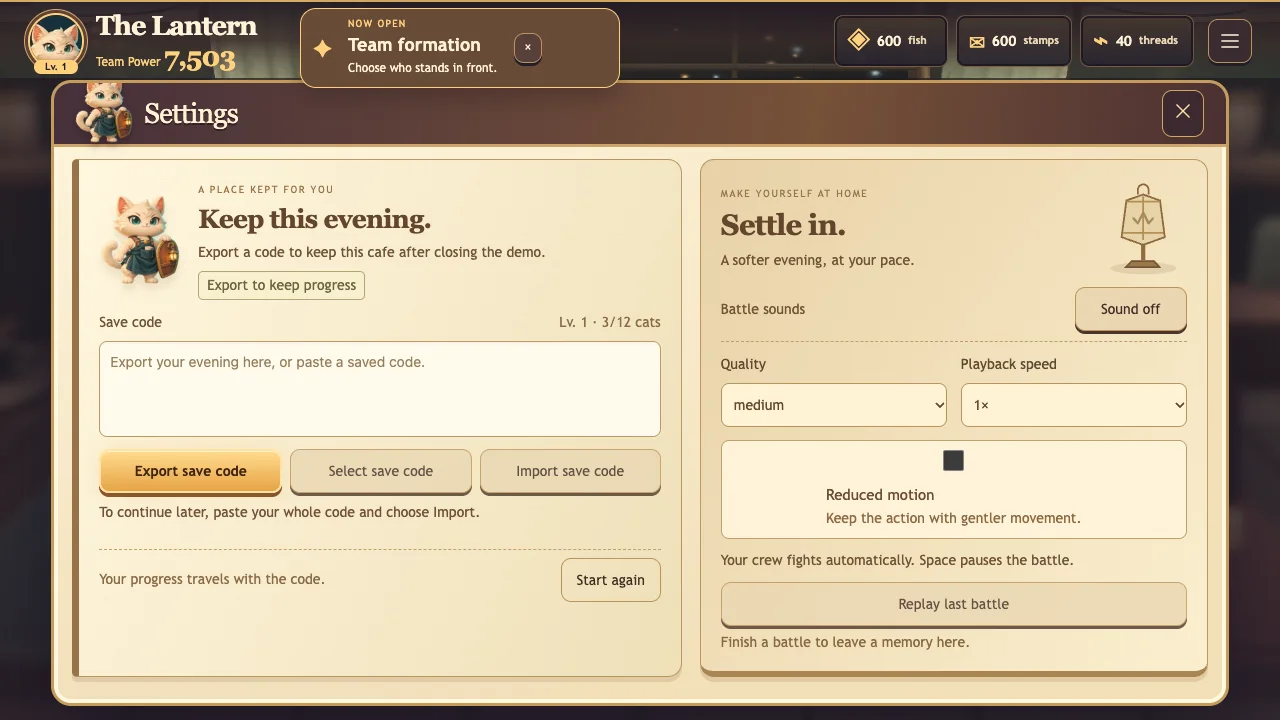 The Lantern
Team Power 7,503
Lv. 1
NOW OPEN
Team formation
Choose who stands in front.
×
600 fish
600 stamps
40 threads
Settings
A PLACE KEPT FOR YOU
Keep this evening.
Export a code to keep this cafe after closing the demo.
Export to keep progress
Save code
Lv. 1 · 3/12 cats
Export your evening here, or paste a saved code.
Export save code
Select save code
Import save code
To continue later, paste your whole code and choose Import.
Your progress travels with the code.
Start again
MAKE YOURSELF AT HOME
Settle in.
A softer evening, at your pace.
Battle sounds
Sound off
Quality
Playback speed
medium
1×
Reduced motion
Keep the action with gentler movement.
Your crew fights automatically. Space pauses the battle.
Replay last battle
Finish a battle to leave a memory here.